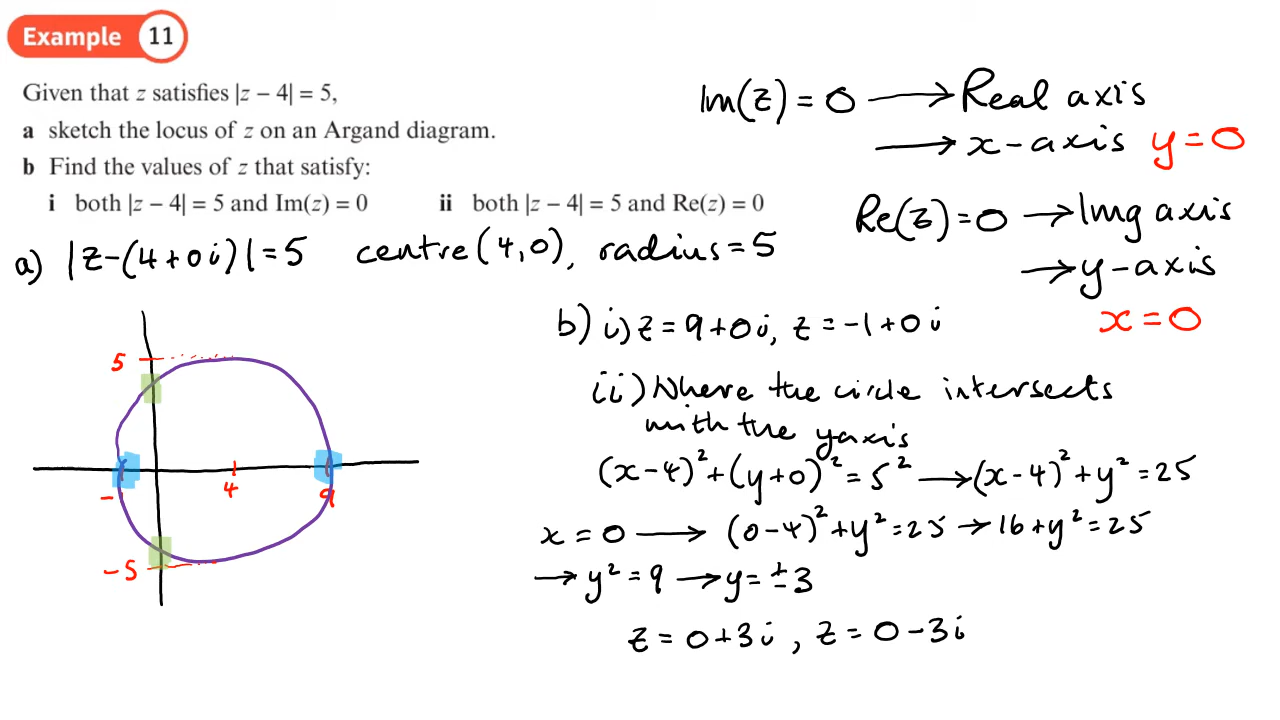 Example 11
Given that z satisfies |z − 4| = 5,
a sketch the locus of z on an Argand diagram.
b Find the values of z that satisfy:
i both |z − 4| = 5 and Im(z) = 0 ii both |z − 4| = 5 and Re(z) = 0
Im(z) = 0 → Real axis
→ x-axis y = 0
Re(z) = 0 → Img axis
→ y-axis
x = 0
a) |z-(4+0i)| = 5 centre (4,0), radius = 5
5
-1
4
9
-5
b) i) z = 9+0i, z = -1+0i
ii) Where the circle intersects
with the yaxis
(x-4)² + (y+0)² = 5² → (x-4)² + y² = 25
x = 0 → (0-4)² + y² = 25 → 16 + y² = 25
→ y² = 9 → y = ±3
z = 0+3i, z = 0-3i